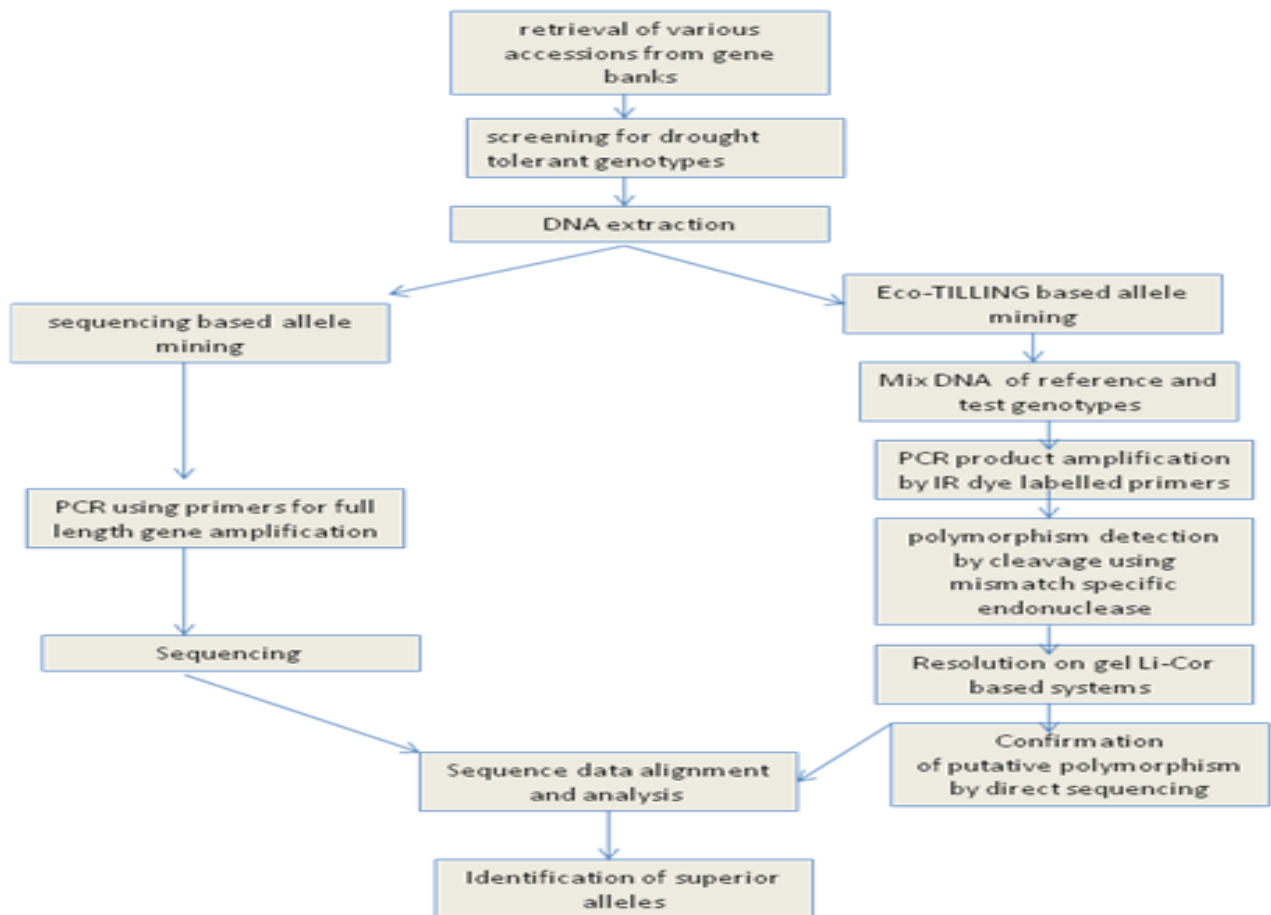 retrieval of various
accessions from gene
banks
screening for drought
tolerant genotypes
DNA extraction
sequencing based allele
mining
PCR using primers for full
length gene amplification
Sequencing
Eco-TILLING based allele
mining
Mix DNA of reference and
test genotypes
PCR product amplification
by IR dye labelled primers
polymorphism detection
by cleavage using
mismatch specific
endonuclease
Resolution on gel Li-Cor
based systems
Confirmation
of putative polymorphism
by direct sequencing
Sequence data alignment
and analysis
Identification of superior
alleles